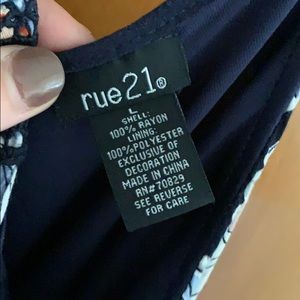 rue21®
L
SHELL:
100% RAYON
LINING:
100%POLYESTER
EXCLUSIVE OF
DECORATION
MADE IN CHINA
RN#70829
SEE REVERSE
FOR CARE